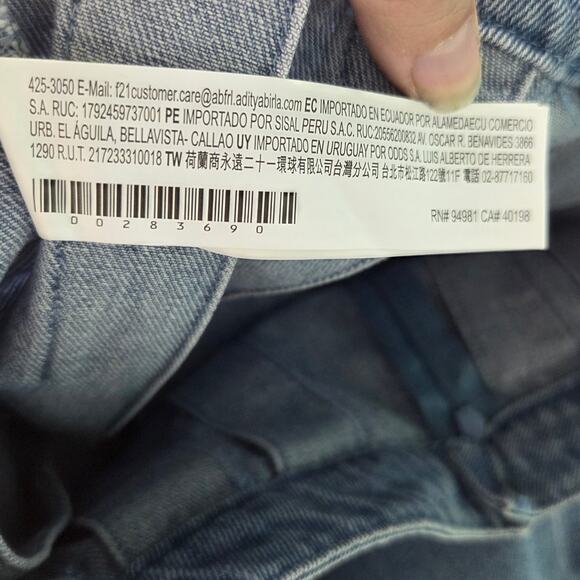 425-3050 E-Mail: f21customer.care@abfrl.adityabirla.com EC IMPORTADO EN ECUADOR POR ALAMEDAECU COMERCIO
S.A. RUC: 1792459737001 PE IMPORTADO POR SISAL PERU S.A.C. RUC:20556200832 AV. OSCAR R. BENAVIDES 3866
URB. EL ÁGUILA, BELLAVISTA- CALLAO UY IMPORTADO EN URUGUAY POR ODDS S.A. LUIS ALBERTO DE HERRERA
1290 R.U.T. 217233310018 TW 荷蘭商永遠二十一環球有限公司台灣分公司 台北市松江路122號11F 電話 02-87717160
RN# 94981 CA# 40198
00283690